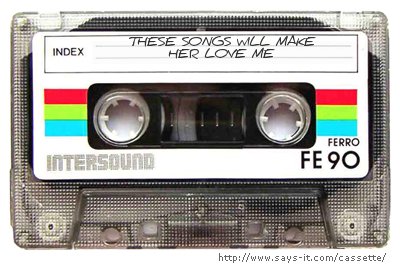 THESE SONGS WILL MAKE
INDEX
HER LOVE ME
FERRO
INTERSOUND
FE 90
http://www.says-it.com/cassette/